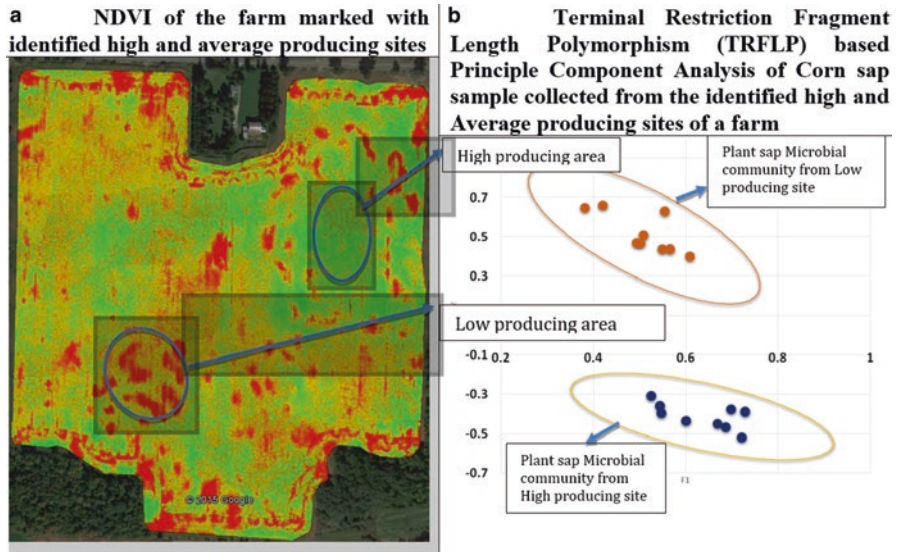 a NDVI of the farm marked with
identified high and average producing sites
© 2015 Google
b Terminal Restriction Fragment
Length Polymorphism (TRFLP) based
Principle Component Analysis of Corn sap
sample collected from the identified high and
Average producing sites of a farm
High producing area
Plant sap Microbial
community from Low
producing site
0.7
0.5
0.3
Low producing area
-0.1 0.2 0.4 0.6 0.8 1
-0.3
-0.5
-0.7
F1
Plant sap Microbial
community from
High producing site